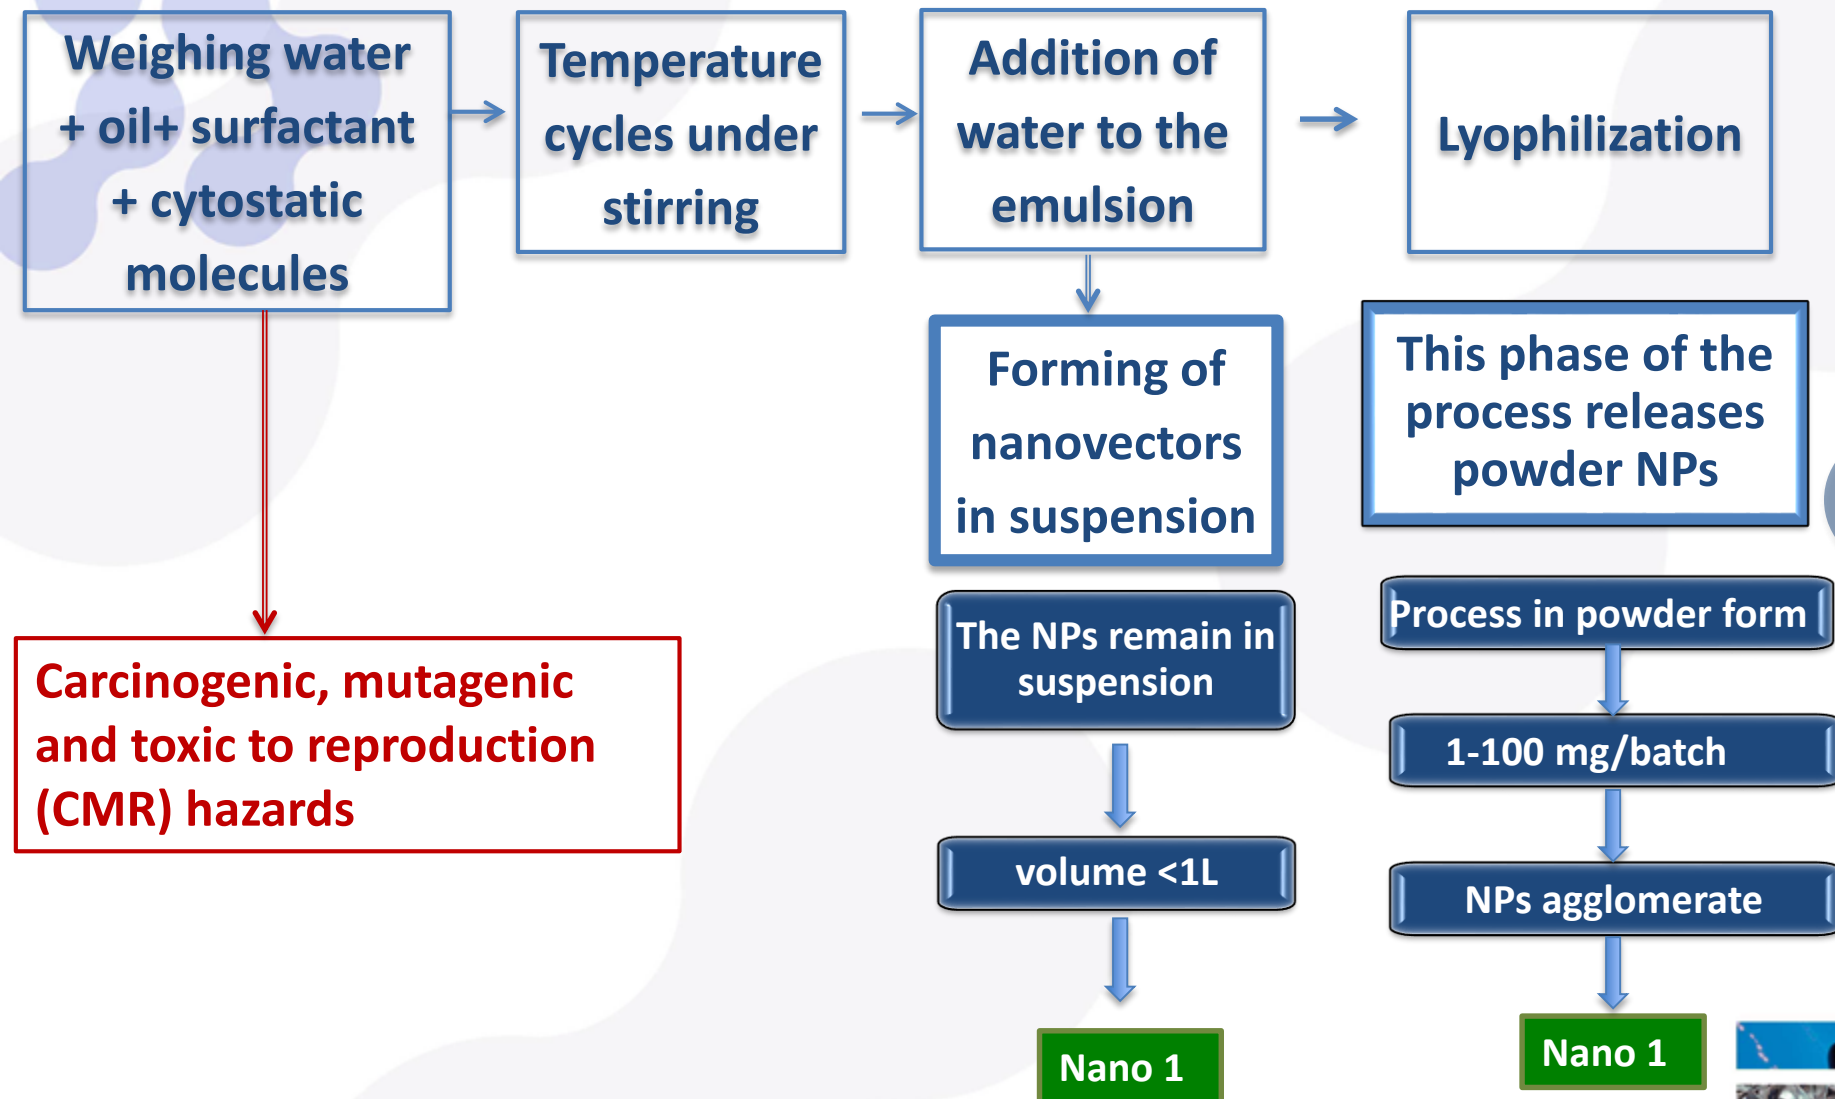 Weighing water
+ oil+ surfactant
+ cytostatic
molecules
Temperature
cycles under
stirring
Addition of
water to the
emulsion
Lyophilization
Forming of
nanovectors
in suspension
This phase of the
process releases
powder NPs
Carcinogenic, mutagenic
and toxic to reproduction
(CMR) hazards
The NPs remain in
suspension
volume <1L
Nano 1
Process in powder form
1-100 mg/batch
NPs agglomerate
Nano 1